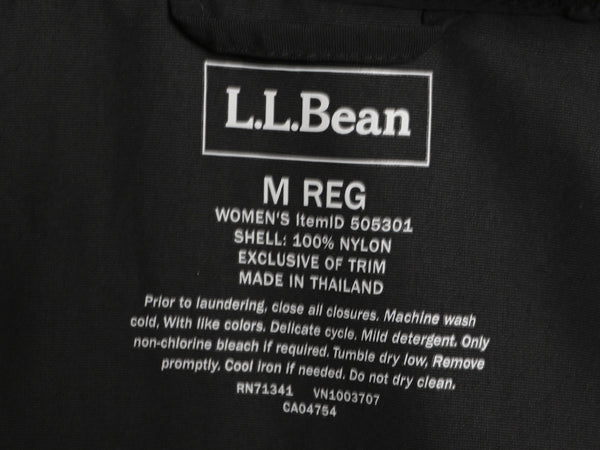 L.L.Bean
M REG
WOMEN'S ItemID 505301
SHELL: 100% NYLON
EXCLUSIVE OF TRIM
MADE IN THAILAND
Prior to laundering, close all closures. Machine wash
cold, With like colors. Delicate cycle. Mild detergent. Only
non-chlorine bleach if required. Tumble dry low, Remove
promptly. Cool iron if needed. Do not dry clean.
RN71341 VN1003707
CA04754